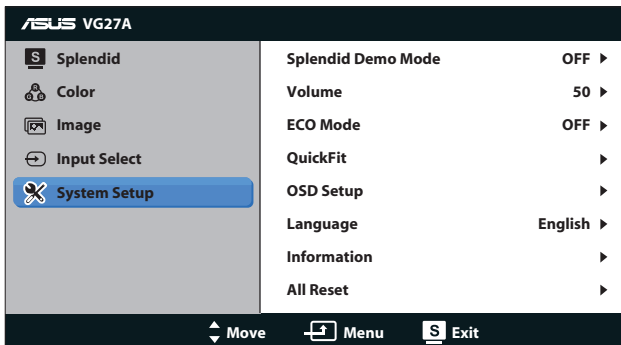 ASUS VG27A
S Splendid
Color
Image
Input Select
System Setup
Splendid Demo Mode OFF
Volume 50
ECO Mode OFF
QuickFit
OSD Setup
Language English
Information
All Reset
Move Menu S Exit